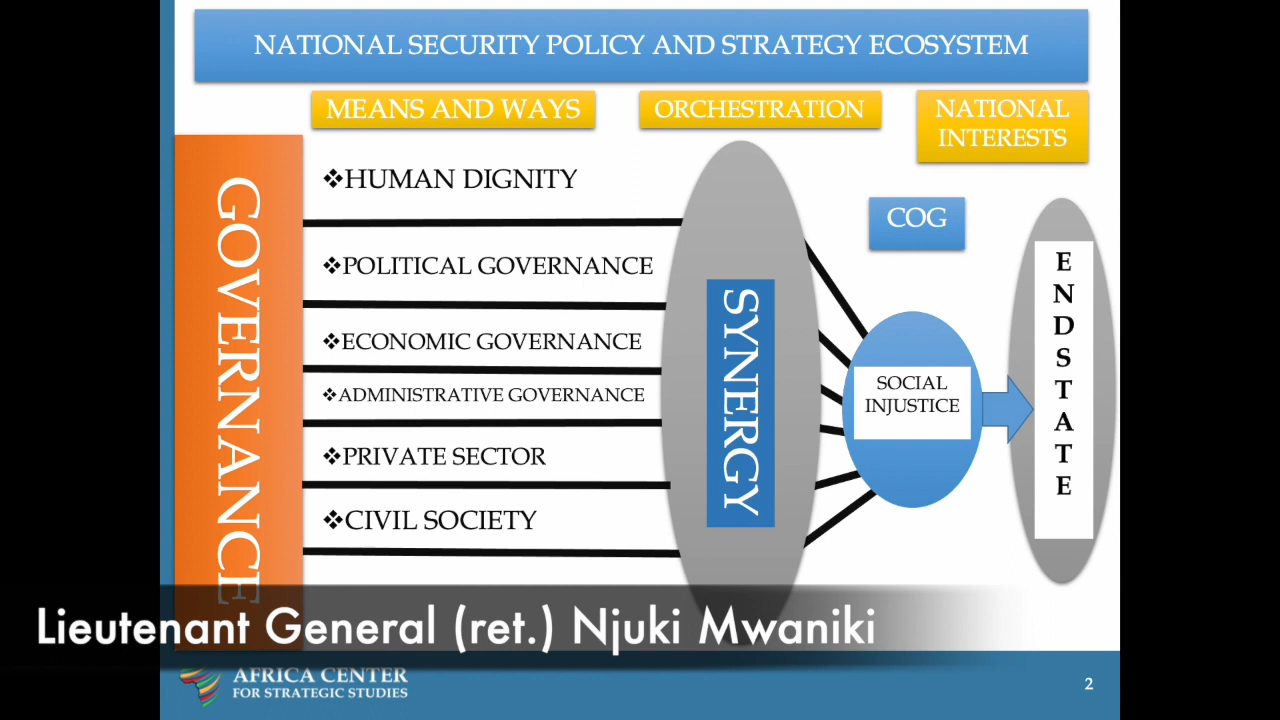 NATIONAL SECURITY POLICY AND STRATEGY ECOSYSTEM
MEANS AND WAYS
ORCHESTRATION
NATIONAL
INTERESTS
GOVERNANCE
❖HUMAN DIGNITY
❖POLITICAL GOVERNANCE
❖ECONOMIC GOVERNANCE
❖ADMINISTRATIVE GOVERNANCE
❖PRIVATE SECTOR
❖CIVIL SOCIETY
SYNERGY
COG
SOCIAL
INJUSTICE
E
N
D
S
T
A
T
E
Lieutenant General (ret.) Njuki Mwaniki
AFRICA CENTER
FOR STRATEGIC STUDIES
2